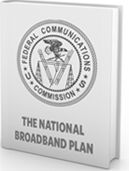 FEDERAL COMMUNICATIONS
COMMISSION
THE NATIONAL
BROADBAND PLAN